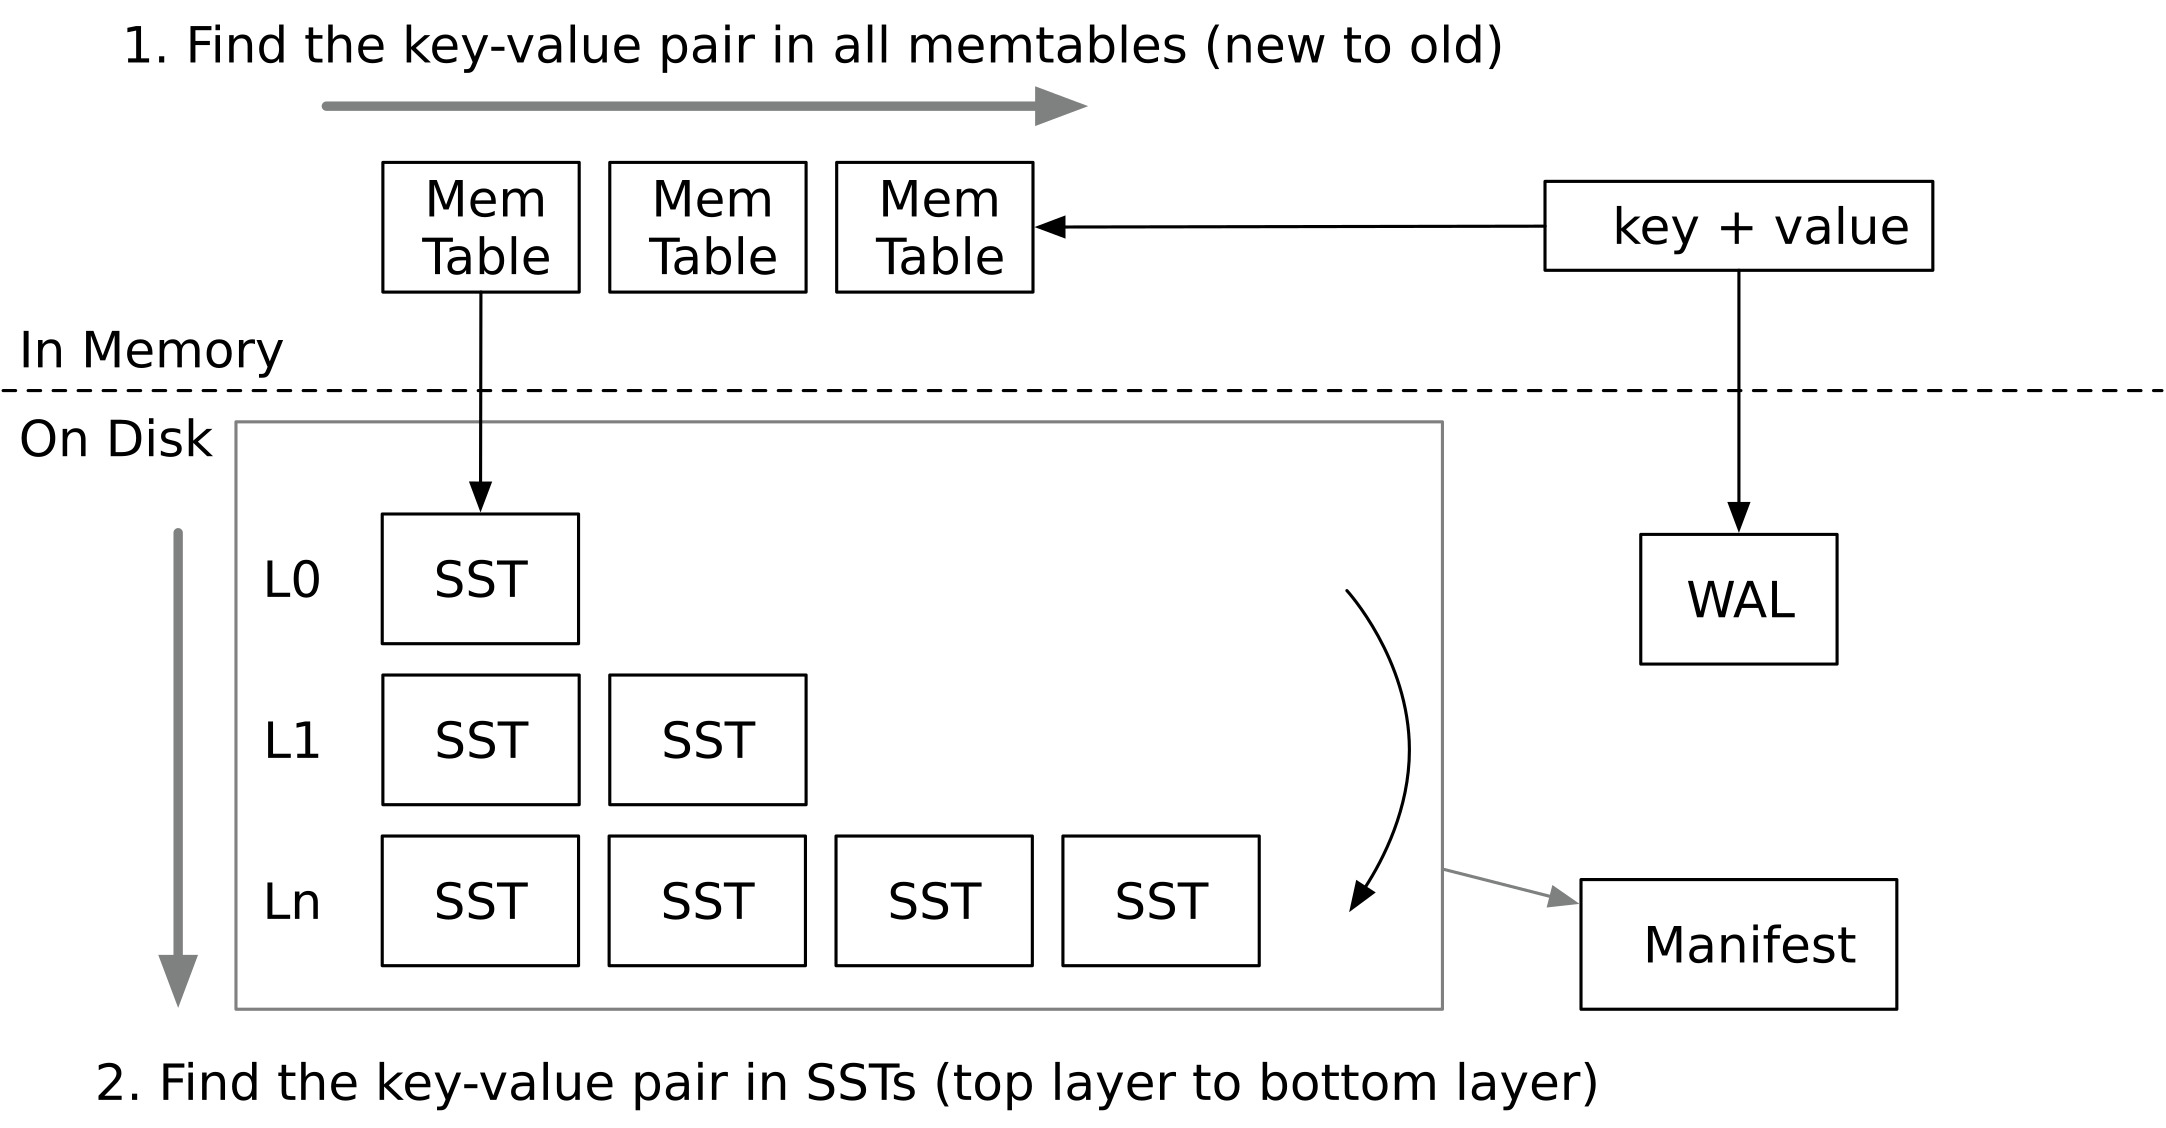 1. Find the key-value pair in all memtables (new to old)
Mem
Table
Mem
Table
Mem
Table
key + value
In Memory
On Disk
L0
SST
WAL
L1
SST
SST
Ln
SST
SST
SST
SST
Manifest
2. Find the key-value pair in SSTs (top layer to bottom layer)